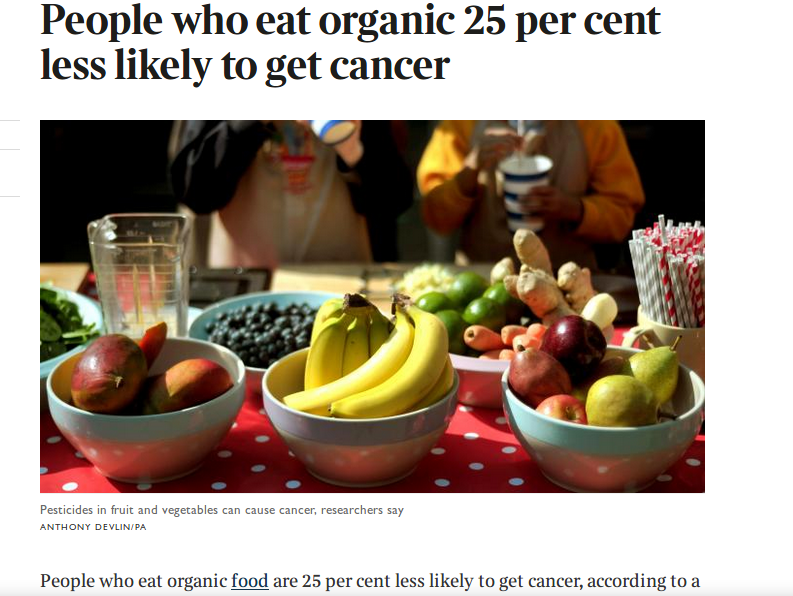 People who eat organic 25 per cent
less likely to get cancer
Pesticides in fruit and vegetables can cause cancer, researchers say
ANTHONY DEVLIN/PA
People who eat organic food are 25 per cent less likely to get cancer, according to a